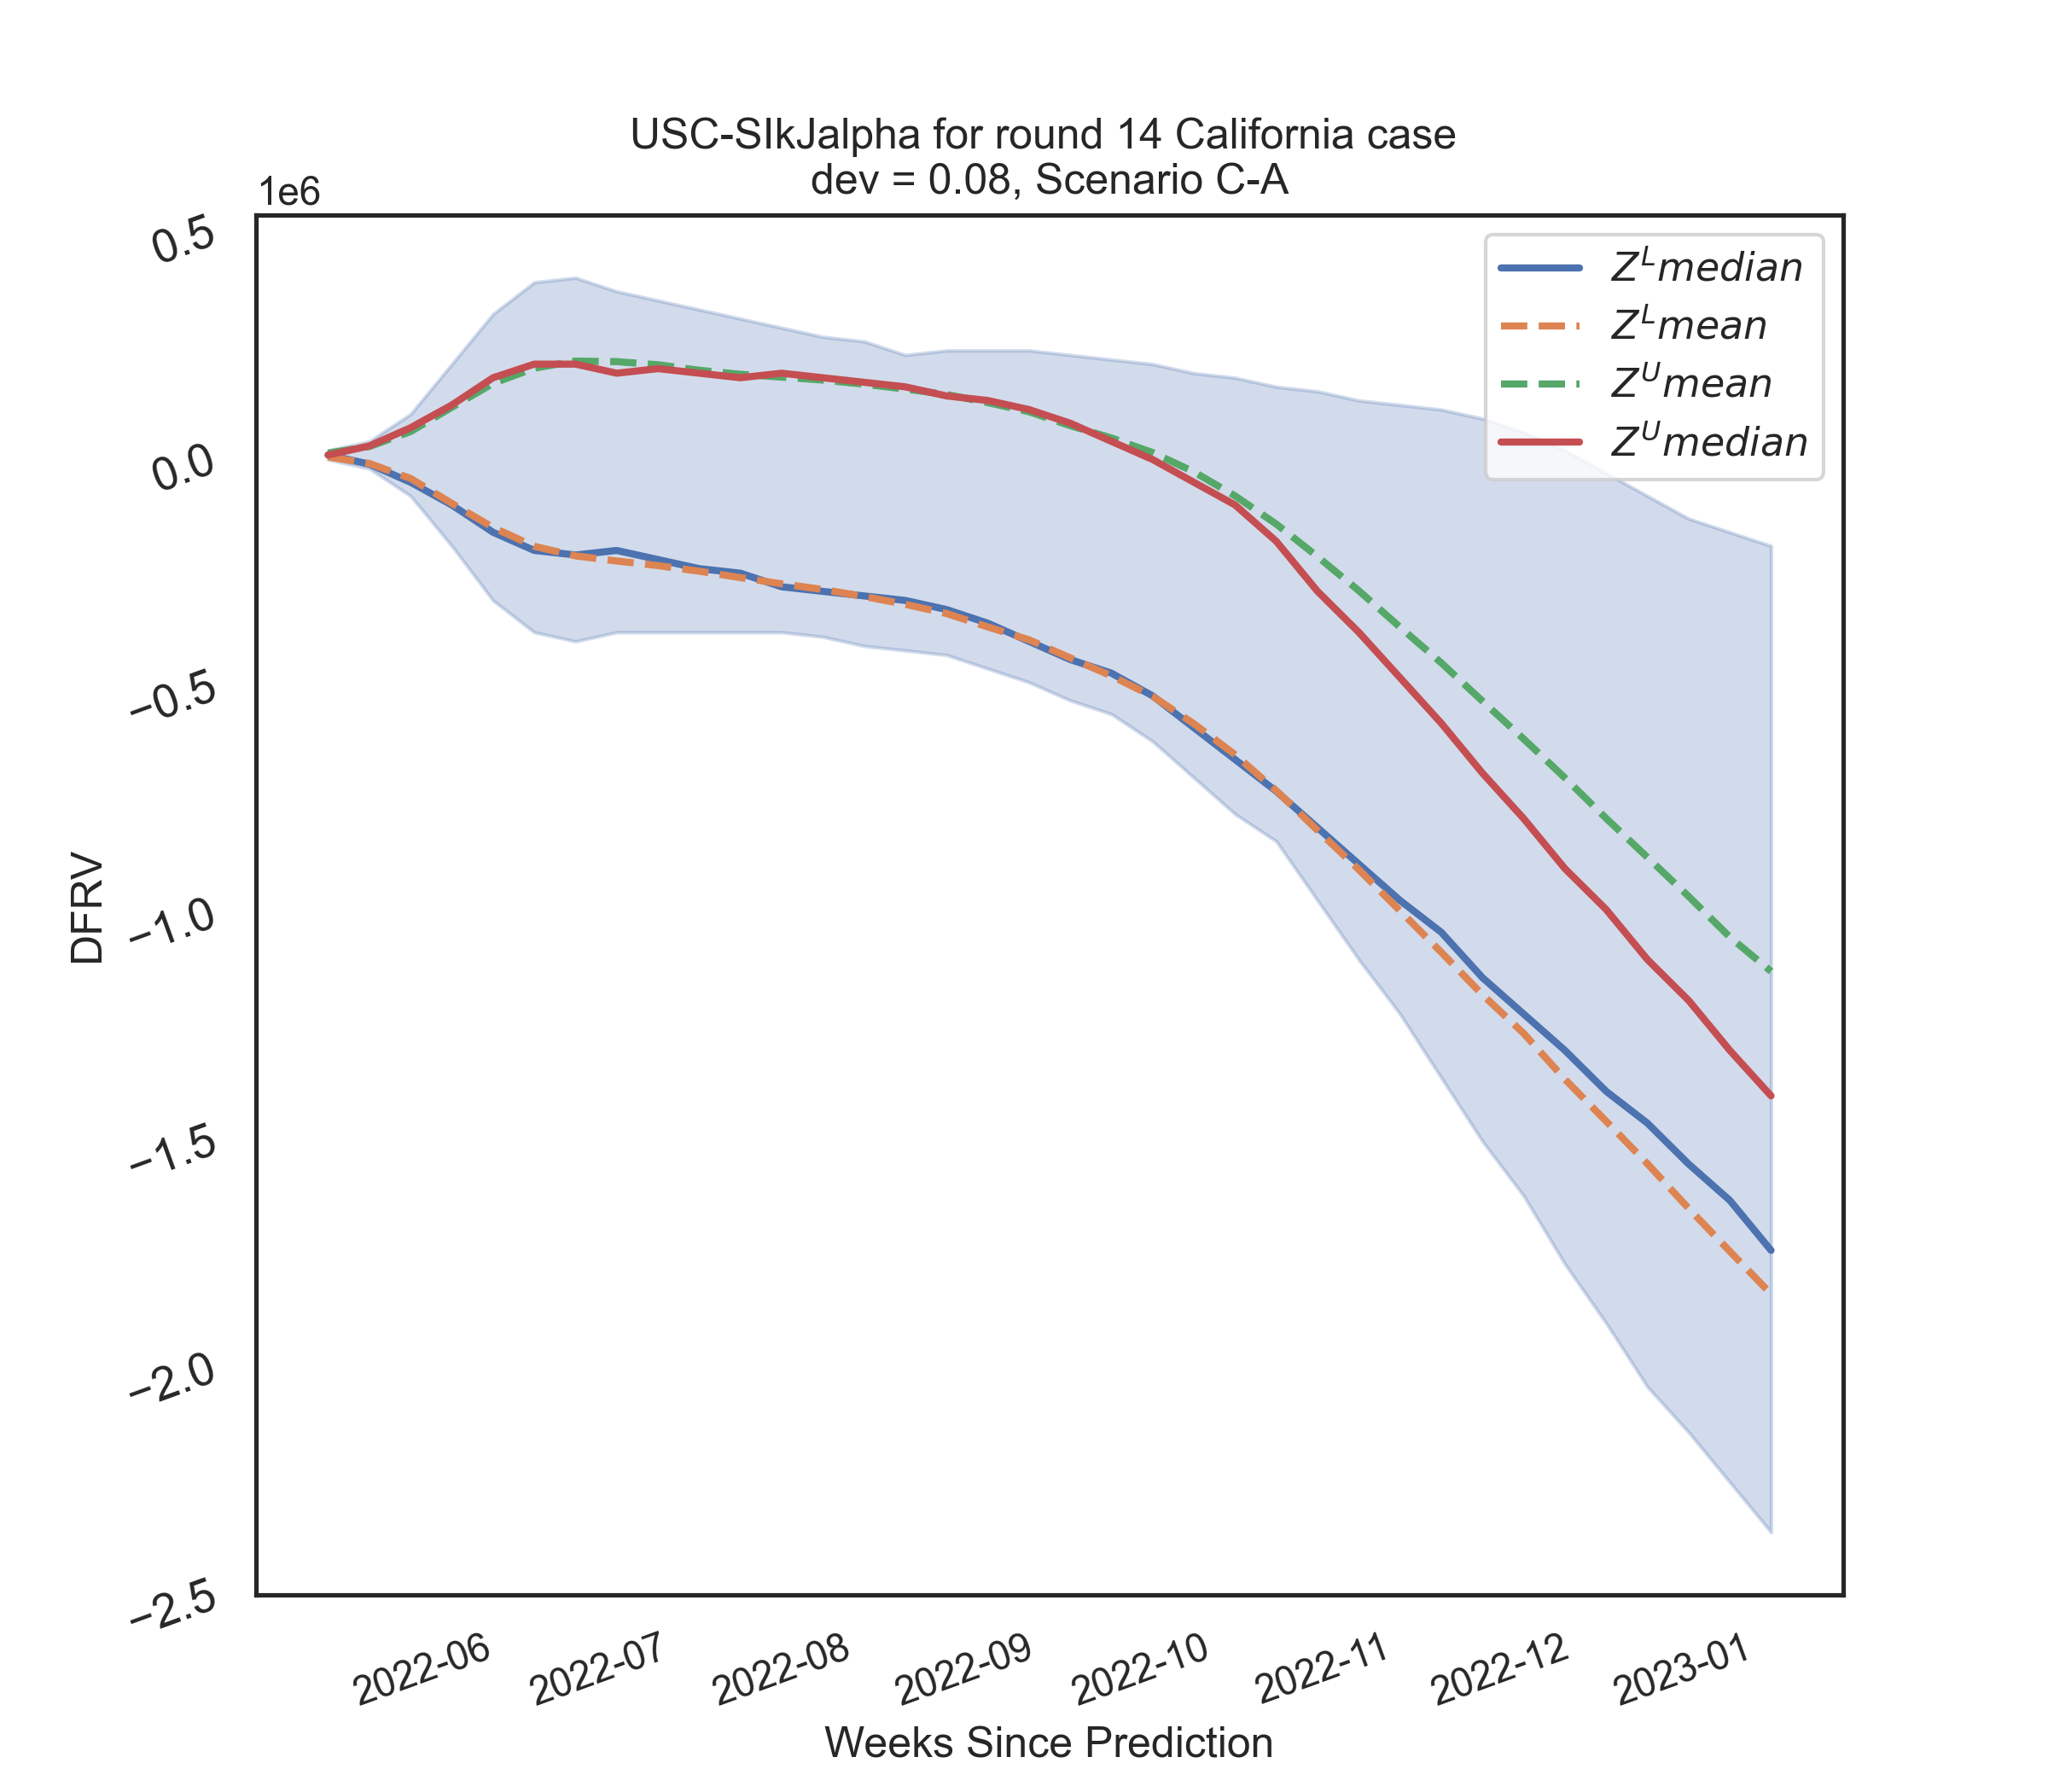 USC-SIkJalpha for round 14 California case
dev = 0.08, Scenario C-A
1e6
0.5
0.0
−0.5
−1.0
−1.5
−2.0
−2.5
DFRV
Z^L median
Z^L mean
Z^U mean
Z^U median
2022-06
2022-07
2022-08
2022-09
2022-10
2022-11
2022-12
2023-01
Weeks Since Prediction